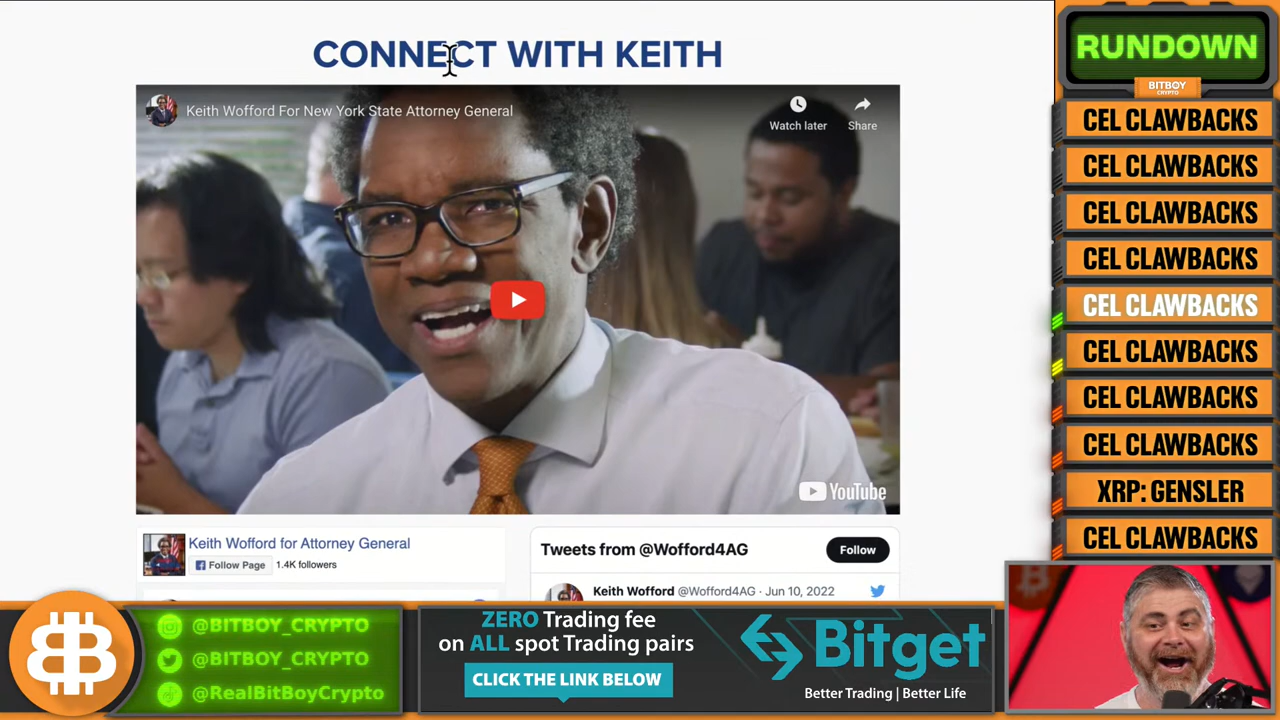 CONNECT WITH KEITH
Keith Wofford For New York State Attorney General
Watch later
Share
YouTube
Keith Wofford for Attorney General
Follow Page
1.4K followers
Tweets from @Wofford4AG
Follow
Keith Wofford @Wofford4AG · Jun 10, 2022
RUNDOWN
BITBOY
CRYPTO
CEL CLAWBACKS
CEL CLAWBACKS
CEL CLAWBACKS
CEL CLAWBACKS
CEL CLAWBACKS
CEL CLAWBACKS
CEL CLAWBACKS
CEL CLAWBACKS
XRP: GENSLER
CEL CLAWBACKS
@BITBOY_CRYPTO
@BITBOY_CRYPTO
@RealBitBoyCrypto
ZERO Trading fee
on ALL spot Trading pairs
CLICK THE LINK BELOW
Bitget
Better Trading | Better Life